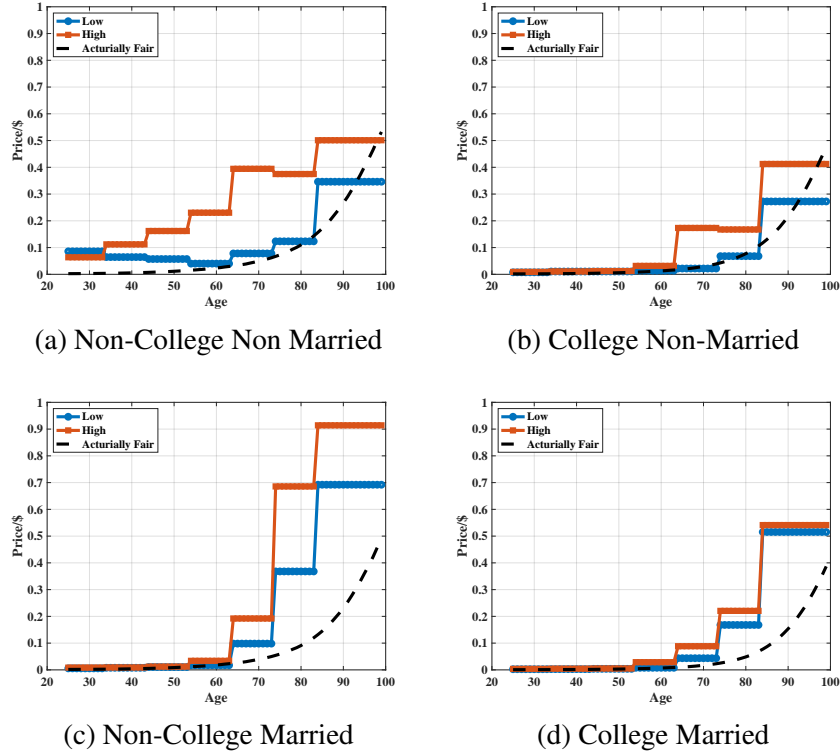 Low
High
Acturially Fair
1
0.9
0.8
0.7
0.6
0.5
0.4
0.3
0.2
0.1
0
Price/$
20 30 40 50 60 70 80 90 100
Age
(a) Non-College Non Married
Low
High
Acturially Fair
1
0.9
0.8
0.7
0.6
0.5
0.4
0.3
0.2
0.1
0
Price/$
20 30 40 50 60 70 80 90 100
Age
(b) College Non-Married
Low
High
Acturially Fair
1
0.9
0.8
0.7
0.6
0.5
0.4
0.3
0.2
0.1
0
Price/$
20 30 40 50 60 70 80 90 100
Age
(c) Non-College Married
Low
High
Acturially Fair
1
0.9
0.8
0.7
0.6
0.5
0.4
0.3
0.2
0.1
0
Price/$
20 30 40 50 60 70 80 90 100
Age
(d) College Married